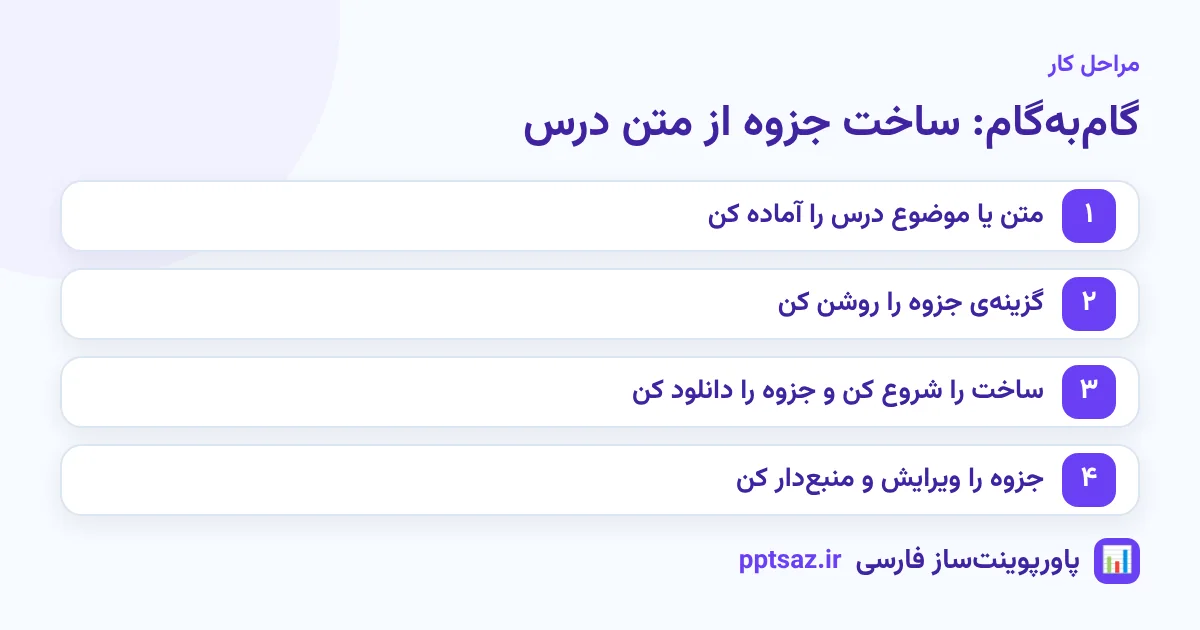 مراحل کار
گام‌به‌گام: ساخت جزوه از متن درس
۱ متن یا موضوع درس را آماده کن
۲ گزینه‌ی جزوه را روشن کن
۳ ساخت را شروع کن و جزوه را دانلود کن
۴ جزوه را ویرایش و منبع‌دار کن
پاورپوینت‌ساز فارسی pptsaz.ir